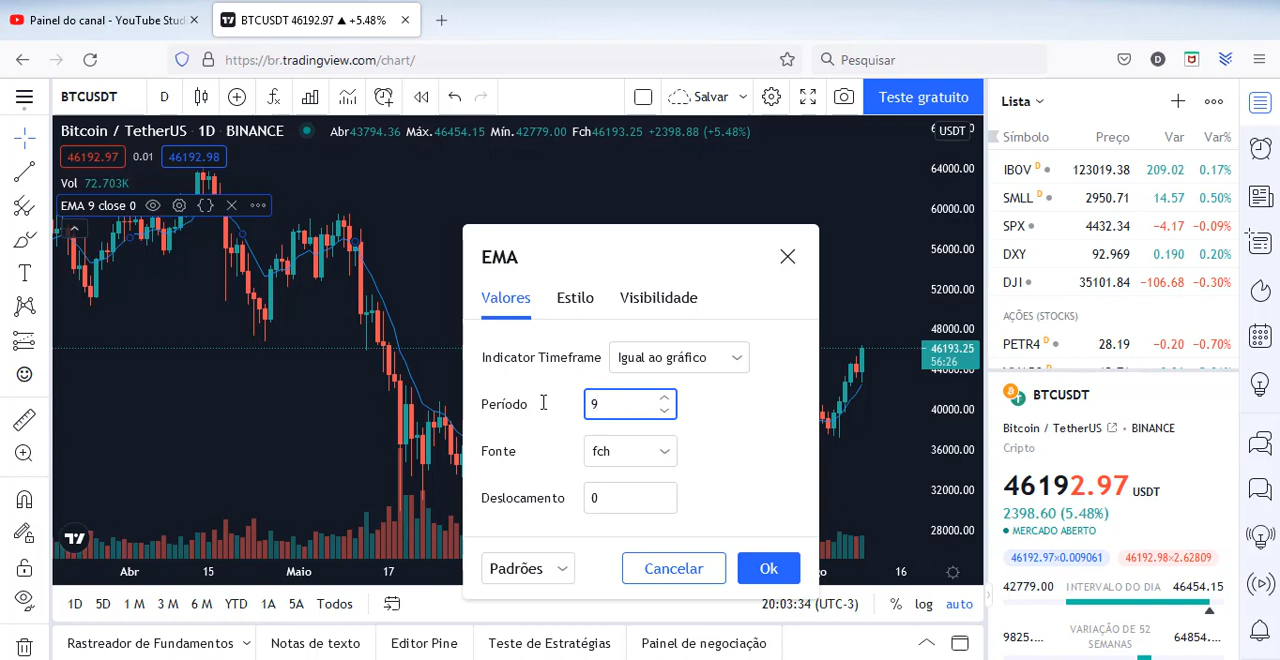 Painel do canal - YouTube Stud
BTCUSDT 46192.97 ▲ +5.48%
https://br.tradingview.com/chart/
Pesquisar
BTCUSDT
D
Salvar
Teste gratuito
Lista
Bitcoin / TetherUS · 1D · BINANCE
Abr43794.36 Máx.46454.15 Mín.42779.00 Fch46193.25 +2398.88 (+5.48%)
USDT
46192.97 0.01 46192.98
Vol 72.703K
EMA 9 close 0
64000.00
60000.00
56000.00
52000.00
48000.00
46193.25
56:26
44000.00
40000.00
36000.00
32000.00
28000.00
Abr 15 Maio 17 16
EMA
Valores Estilo Visibilidade
Indicator Timeframe Igual ao gráfico
Período 9
Fonte fch
Deslocamento 0
Padrões Cancelar Ok
1D 5D 1 M 3 M 6 M YTD 1A 5A Todos
20:03:34 (UTC-3) % log auto
Rastreador de Fundamentos Notas de texto Editor Pine Teste de Estratégias Painel de negociação
Símbolo Preço Var Var%
IBOV D 123019.38 209.02 0.17%
SMLL D 2950.71 14.57 0.50%
SPX 4432.34 -4.17 -0.09%
DXY 92.969 0.190 0.20%
DJI 35101.84 -106.68 -0.30%
AÇÕES (STOCKS)
PETR4 D 28.19 -0.20 -0.70%
BTCUSDT
Bitcoin / TetherUS • BINANCE
Cripto
46192.97 USDT
2398.60 (5.48%)
MERCADO ABERTO
46192.97×0.009061 46192.98×2.62809
42779.00 INTERVALO DO DIA 46454.15
9825.... VARIAÇÃO DE 52 SEMANAS 64854....